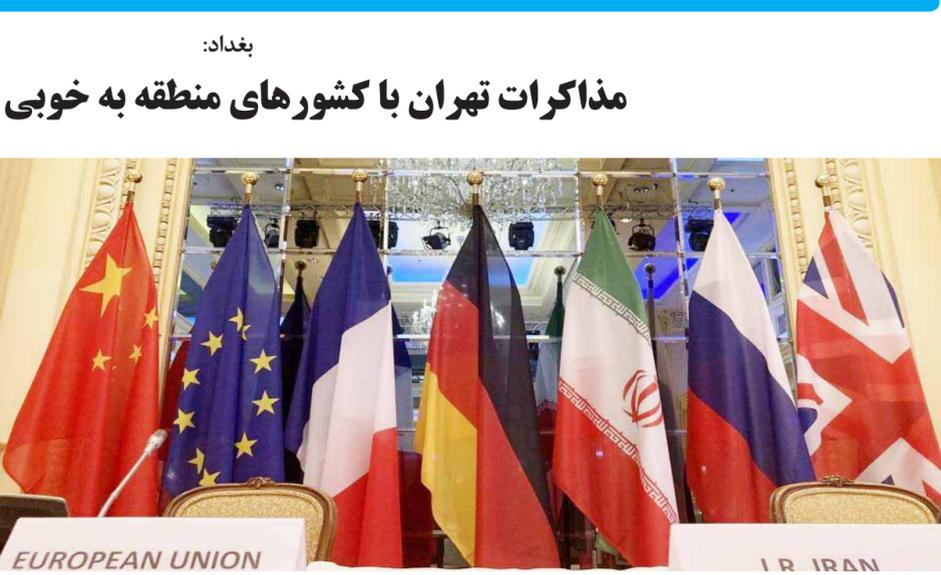 بغداد:
مذاکرات تهران با کشورهای منطقه به خوبی
EUROPEAN UNION
I.R. IRAN